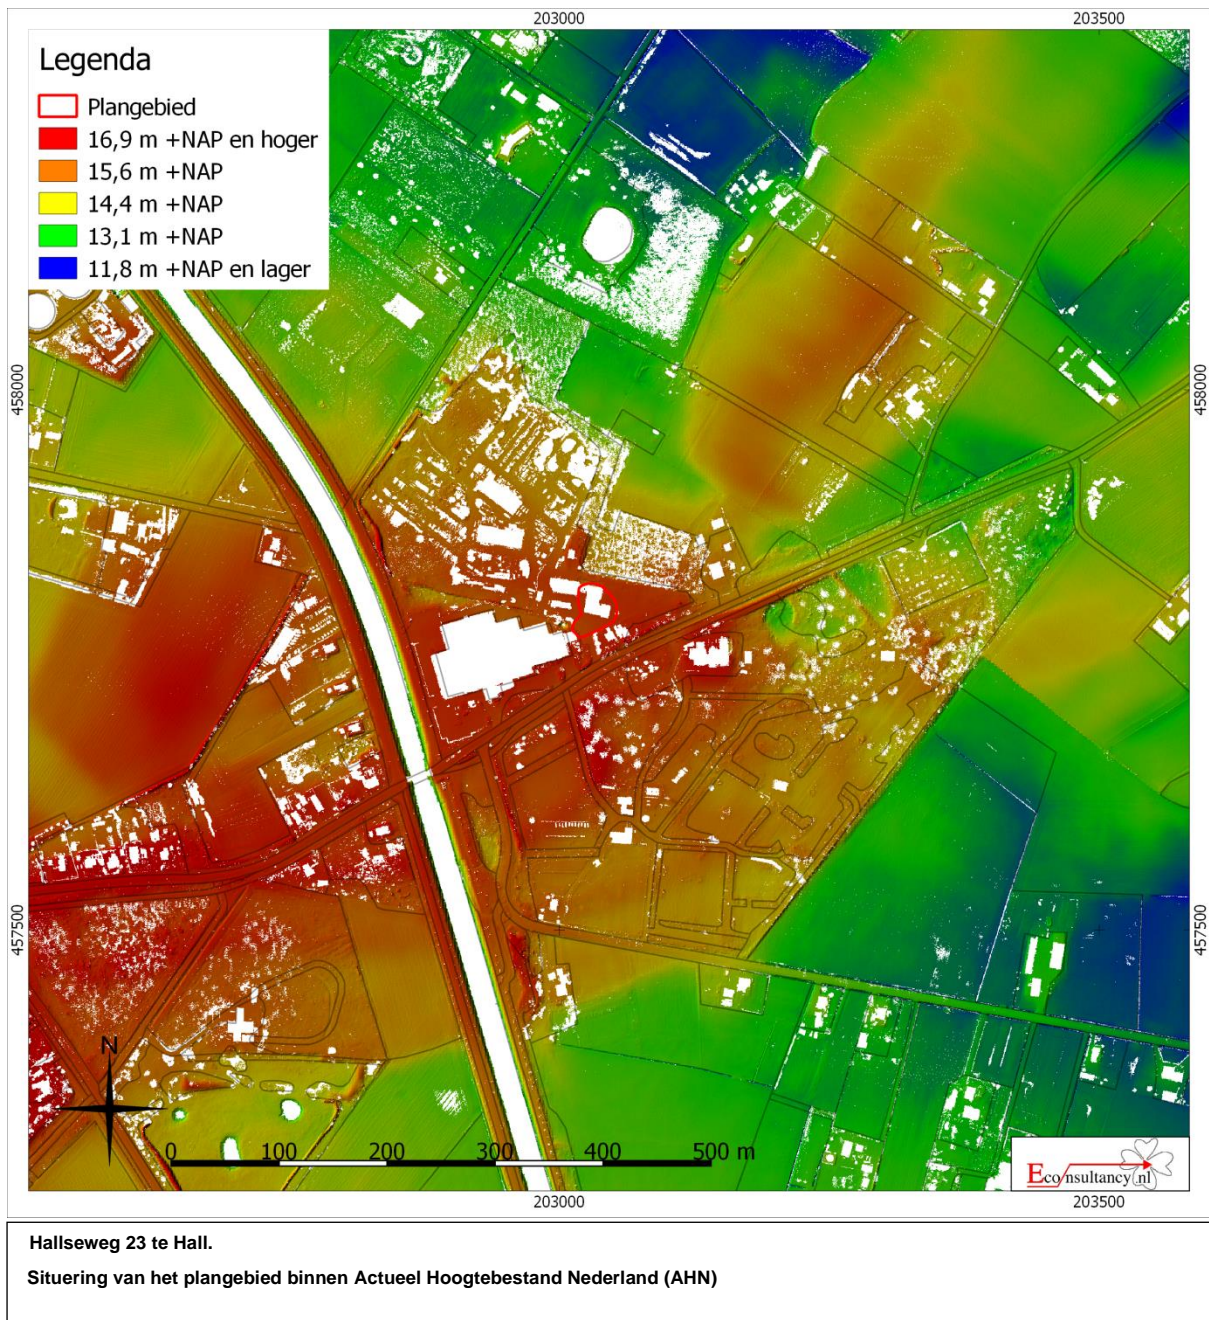 203000
203500
Legenda
Plangebied
16,9 m +NAP en hoger
15,6 m +NAP
14,4 m +NAP
13,1 m +NAP
11,8 m +NAP en lager
458000
458000
457500
457500
N
0 100 200 300 400 500 m
Econsultancy.nl
203000
203500
Hallseweg 23 te Hall.
Situering van het plangebied binnen Actueel Hoogtebestand Nederland (AHN)